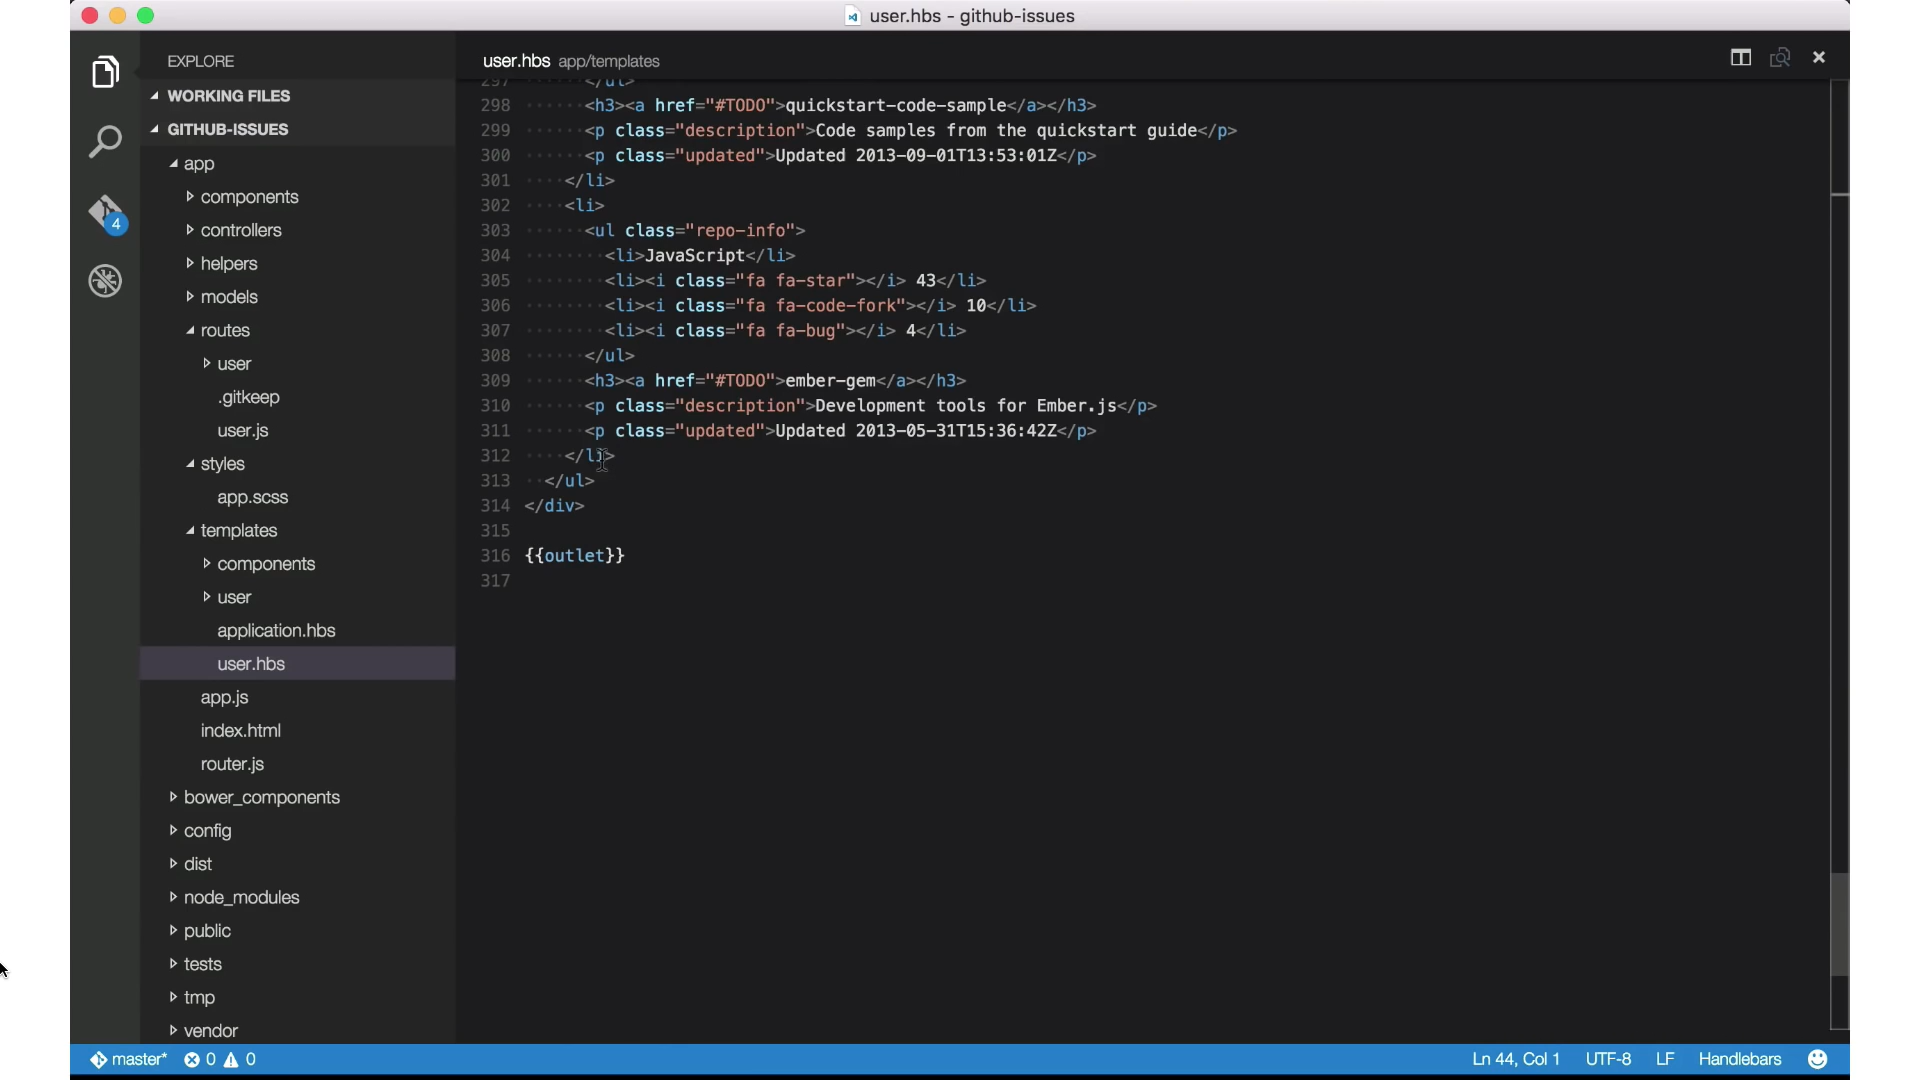 user.hbs - github-issues
EXPLORE
WORKING FILES
GITHUB-ISSUES
app
components
controllers
helpers
models
routes
user
.gitkeep
user.js
styles
app.scss
templates
components
user
application.hbs
user.hbs
app.js
index.html
router.js
bower_components
config
dist
node_modules
public
tests
tmp
vendor
4
user.hbs app/templates
297 </ul>
298 <h3><a href="#TODO">quickstart-code-sample</a></h3>
299 <p class="description">Code samples from the quickstart guide</p>
300 <p class="updated">Updated 2013-09-01T13:53:01Z</p>
301 </li>
302 <li>
303 <ul class="repo-info">
304 <li>JavaScript</li>
305 <li><i class="fa fa-star"></i> 43</li>
306 <li><i class="fa fa-code-fork"></i> 10</li>
307 <li><i class="fa fa-bug"></i> 4</li>
308 </ul>
309 <h3><a href="#TODO">ember-gem</a></h3>
310 <p class="description">Development tools for Ember.js</p>
311 <p class="updated">Updated 2013-05-31T15:36:42Z</p>
312 </li>
313 </ul>
314 </div>
315
316 {{outlet}}
317
master* 0 0
Ln 44, Col 1 UTF-8 LF Handlebars